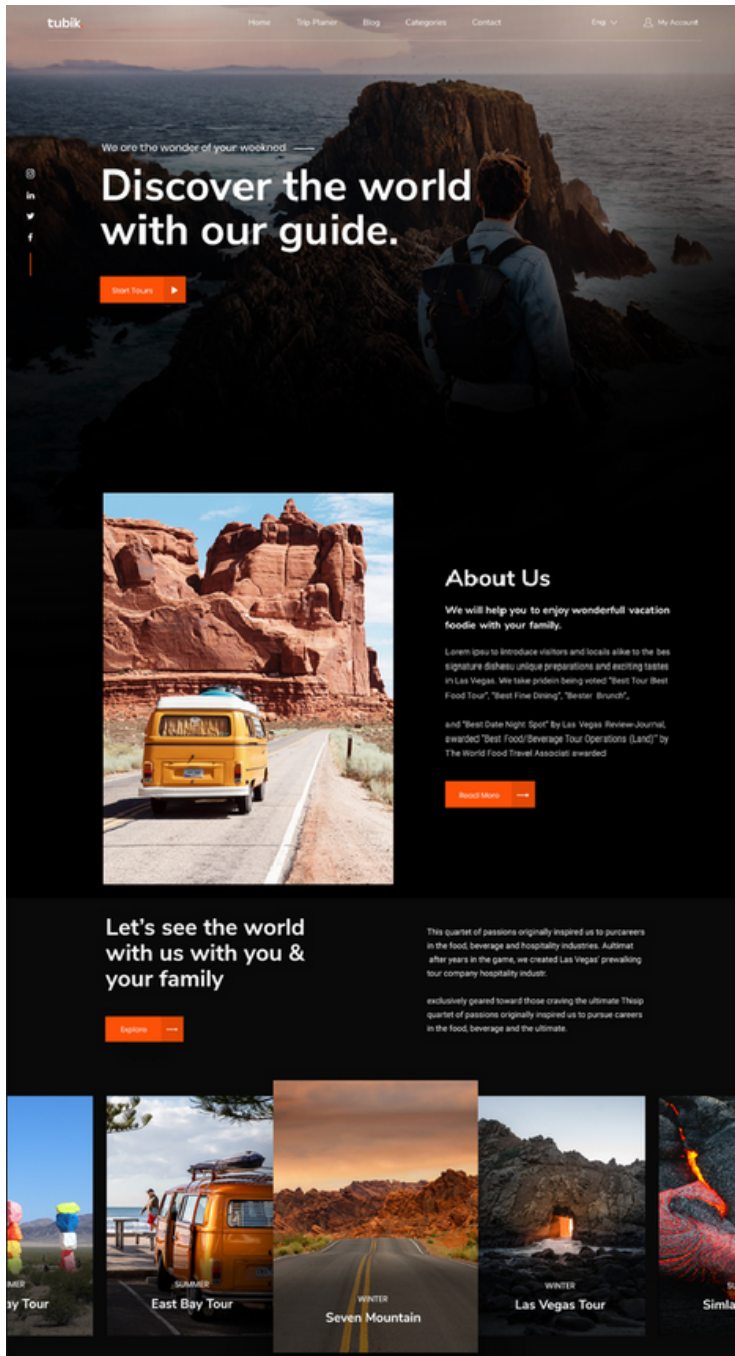 tubik.
Home Trip Planer Blog Categories Contact Eng My Account
We are the wonder of your weekned
Discover the world
with our guide.
Start Tours
About Us
We will help you to enjoy wonderfull vacation
foodie with your family.
Lorem ipsu to introduce visitors and locals alike to the bes
signature dishesu unique preparations and exciting tastes
in Las Vegas. We take pridein being voted "Best Tour Best
Food Tour", "Best Fine Dining", "Bester Brunch",
and "Best Date Night Spot" By Las Vegas Review-Journal,
awarded "Best Food/Beverage Tour Operations (Land)" by
The World Food Travel Associati awarded
Read More
Let's see the world
with us with you &
your family
Explore
This quartet of passions originally inspired us to purcareers
in the food, beverage and hospitality industries. Aultimat
after years in the game, we created Las Vegas' prewalking
tour company hospitality industr.
exclusively geared toward those craving the ultimate Thisip
quartet of passions originally inspired us to pursue careers
in the food, beverage and the ultimate.
MER
ay Tour
SUMMER
East Bay Tour
WINTER
Seven Mountain
WINTER
Las Vegas Tour
SU
Simla